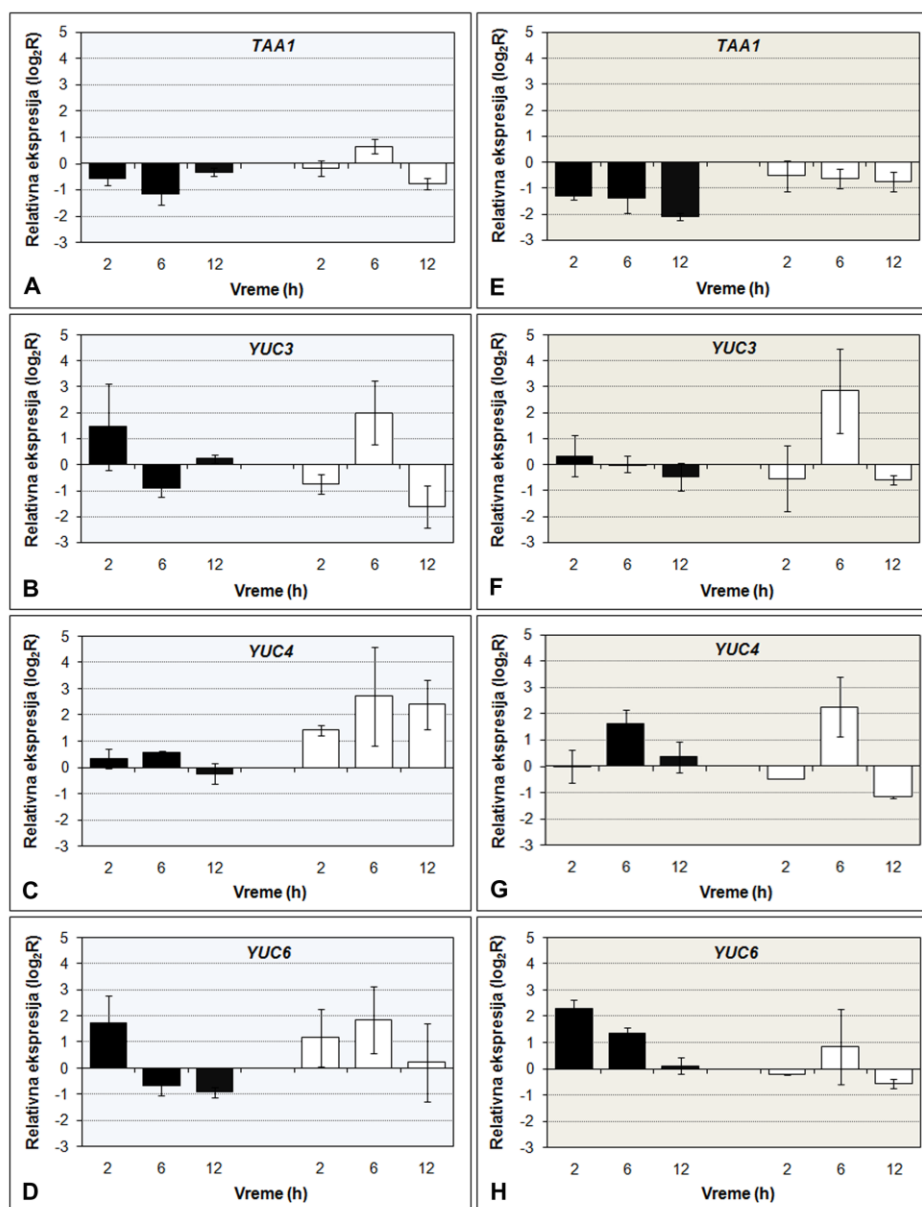 TAA1
Relativna ekspresija (log₂R)
5
4
3
2
1
0
-1
-2
-3
2 6 12 2 6 12
Vreme (h)
A
TAA1
Relativna ekspresija (log₂R)
5
4
3
2
1
0
-1
-2
-3
2 6 12 2 6 12
Vreme (h)
E
YUC3
Relativna ekspresija (log₂R)
5
4
3
2
1
0
-1
-2
-3
2 6 12 2 6 12
Vreme (h)
B
YUC3
Relativna ekspresija (log₂R)
5
4
3
2
1
0
-1
-2
-3
2 6 12 2 6 12
Vreme (h)
F
YUC4
Relativna ekspresija (log₂R)
5
4
3
2
1
0
-1
-2
-3
2 6 12 2 6 12
Vreme (h)
C
YUC4
Relativna ekspresija (log₂R)
5
4
3
2
1
0
-1
-2
-3
2 6 12 2 6 12
Vreme (h)
G
YUC6
Relativna ekspresija (log₂R)
5
4
3
2
1
0
-1
-2
-3
2 6 12 2 6 12
Vreme (h)
D
YUC6
Relativna ekspresija (log₂R)
5
4
3
2
1
0
-1
-2
-3
2 6 12 2 6 12
Vreme (h)
H